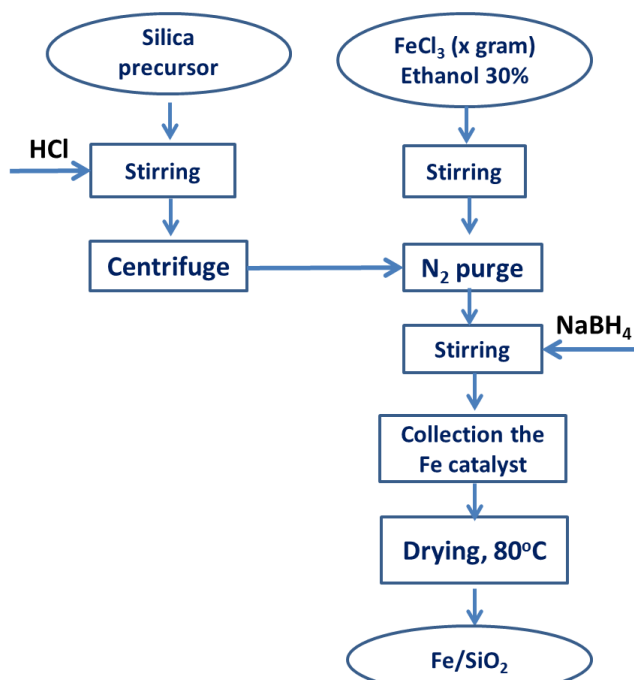 Silica
precursor
FeCl₃ (x gram)
Ethanol 30%
HCl
Stirring
Stirring
Centrifuge
N₂ purge
NaBH₄
Stirring
Collection the
Fe catalyst
Drying, 80°C
Fe/SiO₂